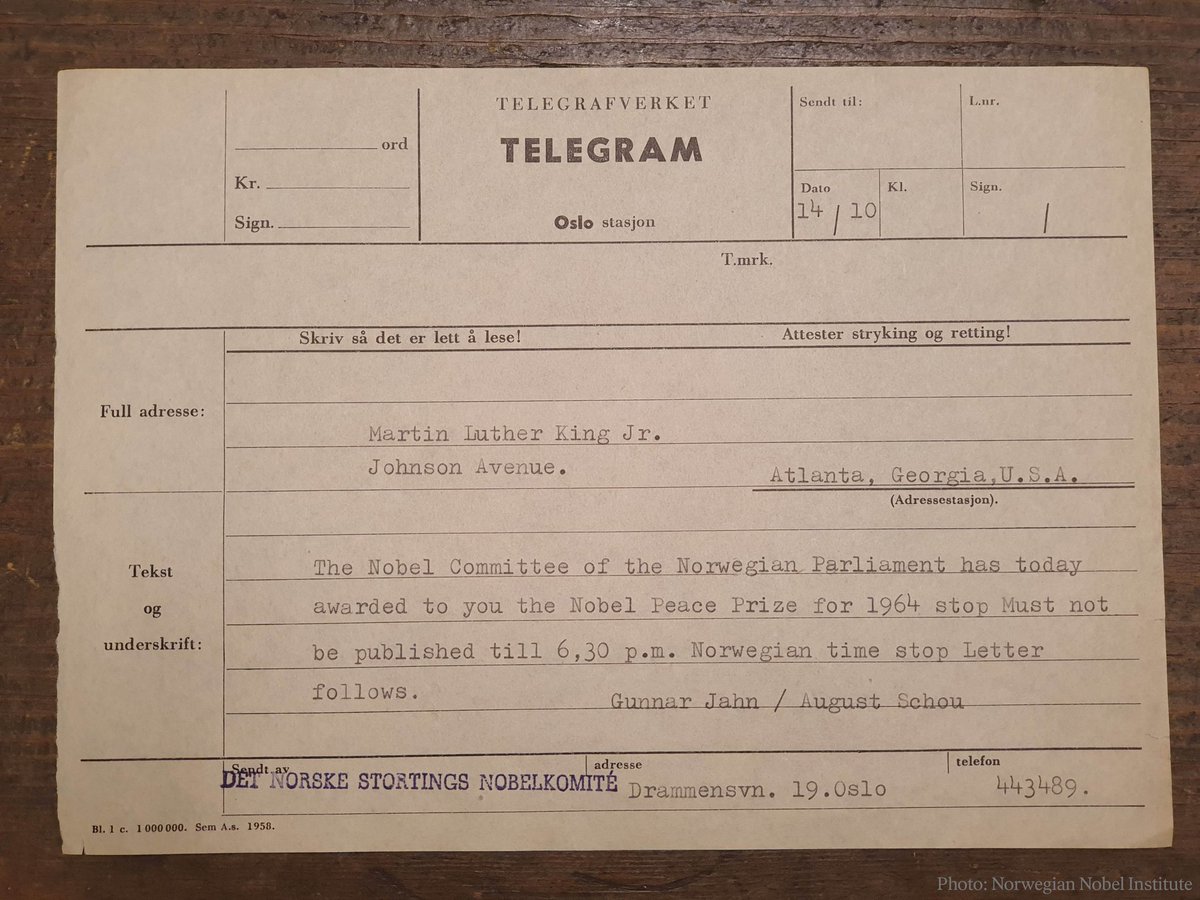 TELEGRAFVERKET
ord
TELEGRAM
Kr.
Sign.
Oslo stasjon
Sendt til:
L.nr.
Dato
Kl.
Sign.
14 / 10
/
T.mrk.
Skriv så det er lett å lese!
Attester stryking og retting!
Full adresse:
Martin Luther King Jr.
Johnson Avenue.
Atlanta, Georgia,U.S.A.
(Adressestasjon).
Tekst
og
underskrift:
The Nobel Committee of the Norwegian Parliament has today
awarded to you the Nobel Peace Prize for 1964 stop Must not
be published till 6,30 p.m. Norwegian time stop Letter
follows.
Gunnar Jahn / August Schou
Sendt av
DET NORSKE STORTINGS NOBELKOMITÉ
adresse
Drammensvn. 19.Oslo
telefon
443489.
Bl. 1 c. 1 000 000. Sem A.s. 1958.
Photo: Norwegian Nobel Institute